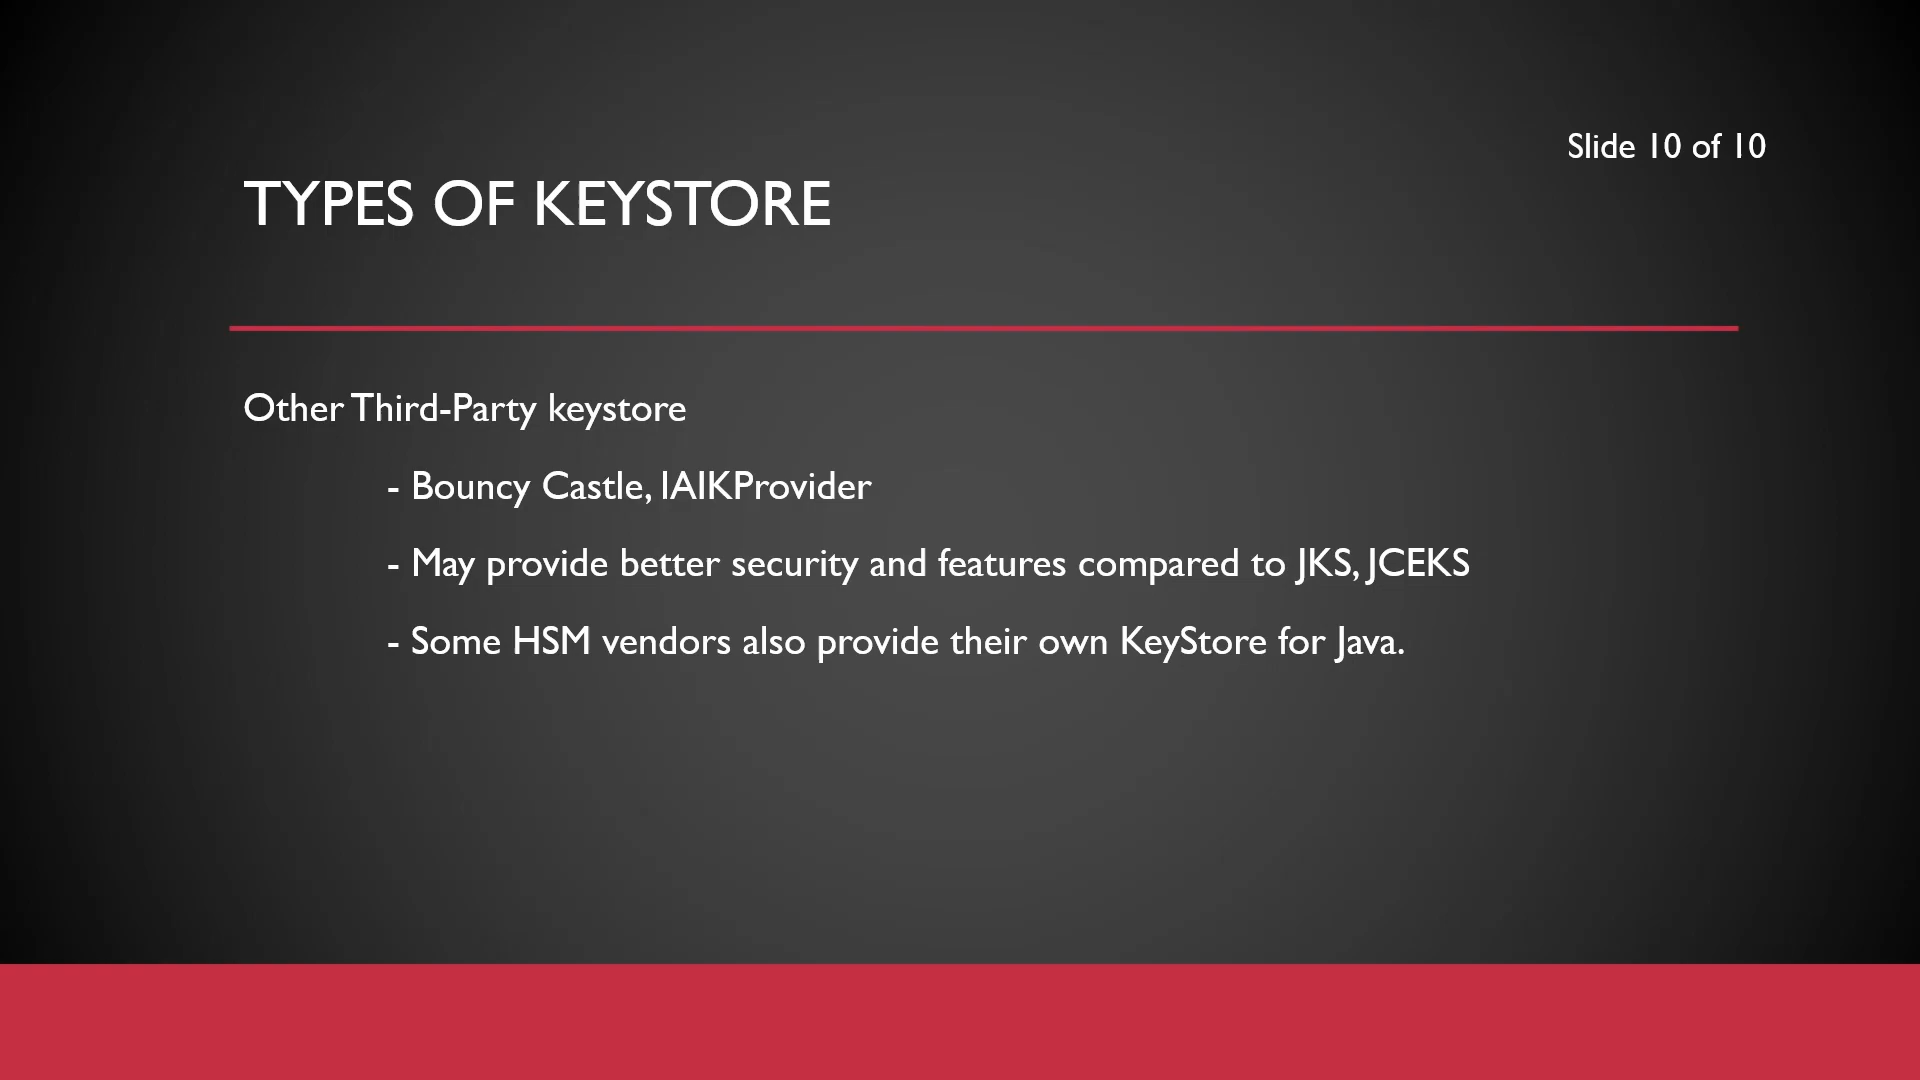 Slide 10 of 10
TYPES OF KEYSTORE
Other Third-Party keystore
- Bouncy Castle, IAIKProvider
- May provide better security and features compared to JKS, JCEKS
- Some HSM vendors also provide their own KeyStore for Java.